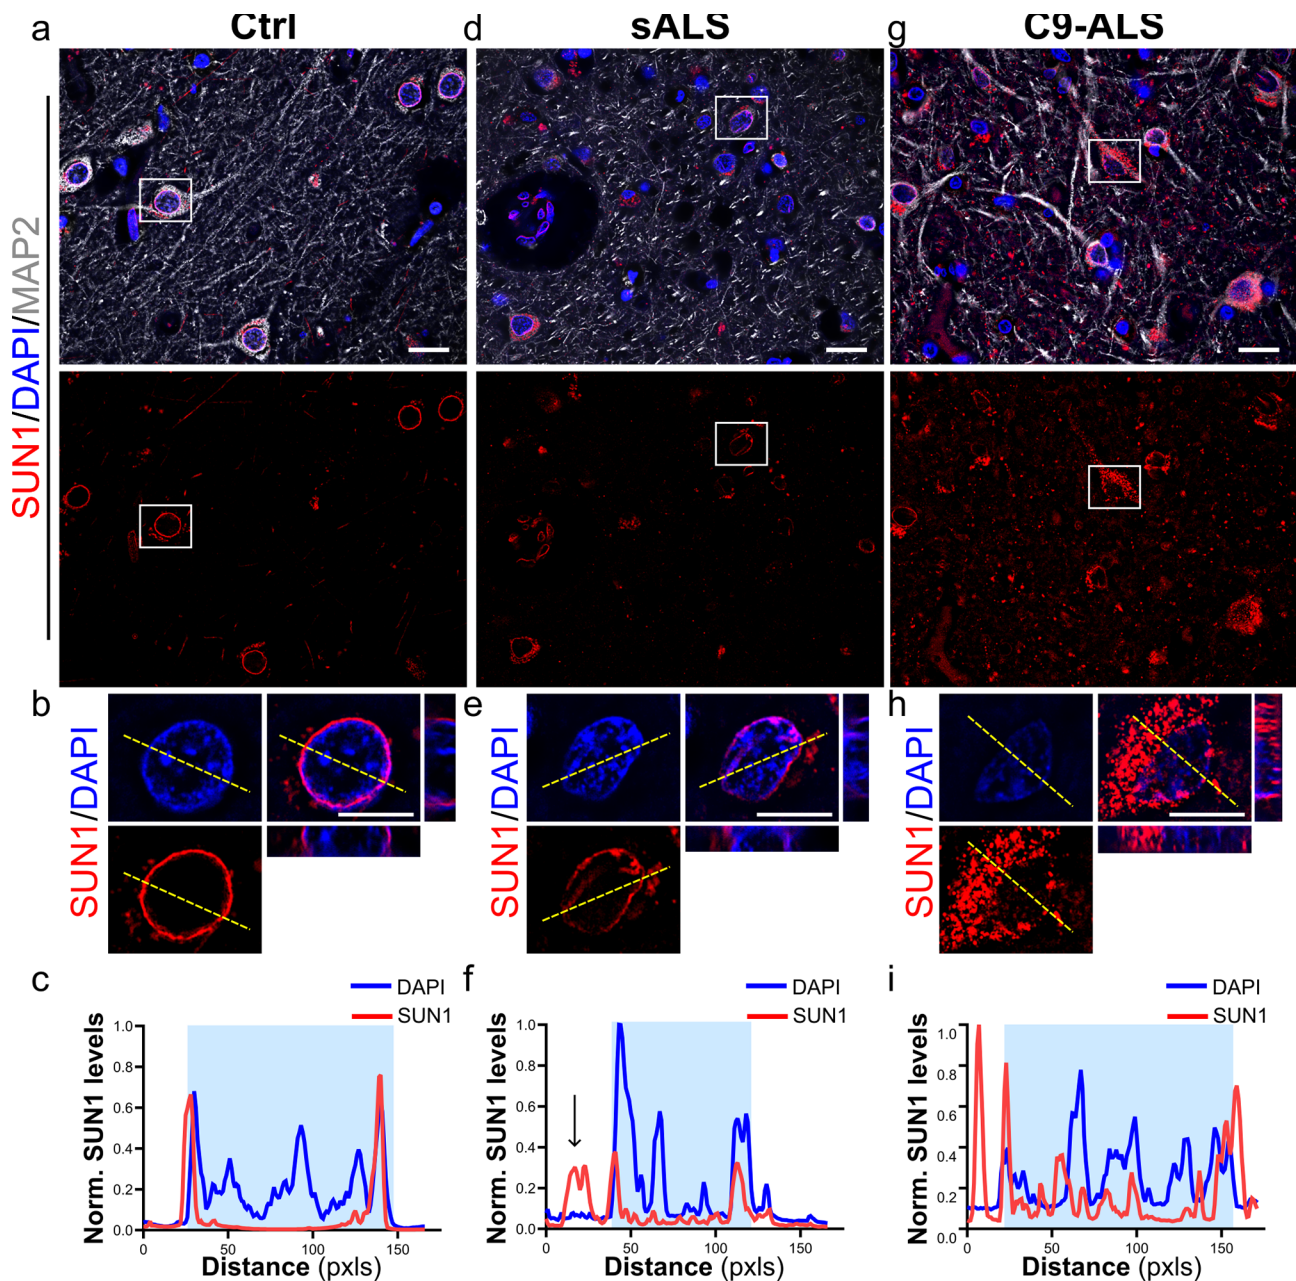 a
Ctrl
d
sALS
g
C9-ALS
SUN1/DAPI/MAP2
b
SUN1/DAPI
e
SUN1/DAPI
h
SUN1/DAPI
c
DAPI
SUN1
Norm. SUN1 levels
1.0
0.8
0.6
0.4
0.2
0.0
0
50
100
150
Distance (pxls)
f
DAPI
SUN1
Norm. SUN1 levels
1.0
0.8
0.6
0.4
0.2
0.0
0
50
100
150
Distance (pxls)
i
DAPI
SUN1
Norm. SUN1 levels
1.0
0.8
0.6
0.4
0.2
0.0
0
50
100
150
Distance (pxls)